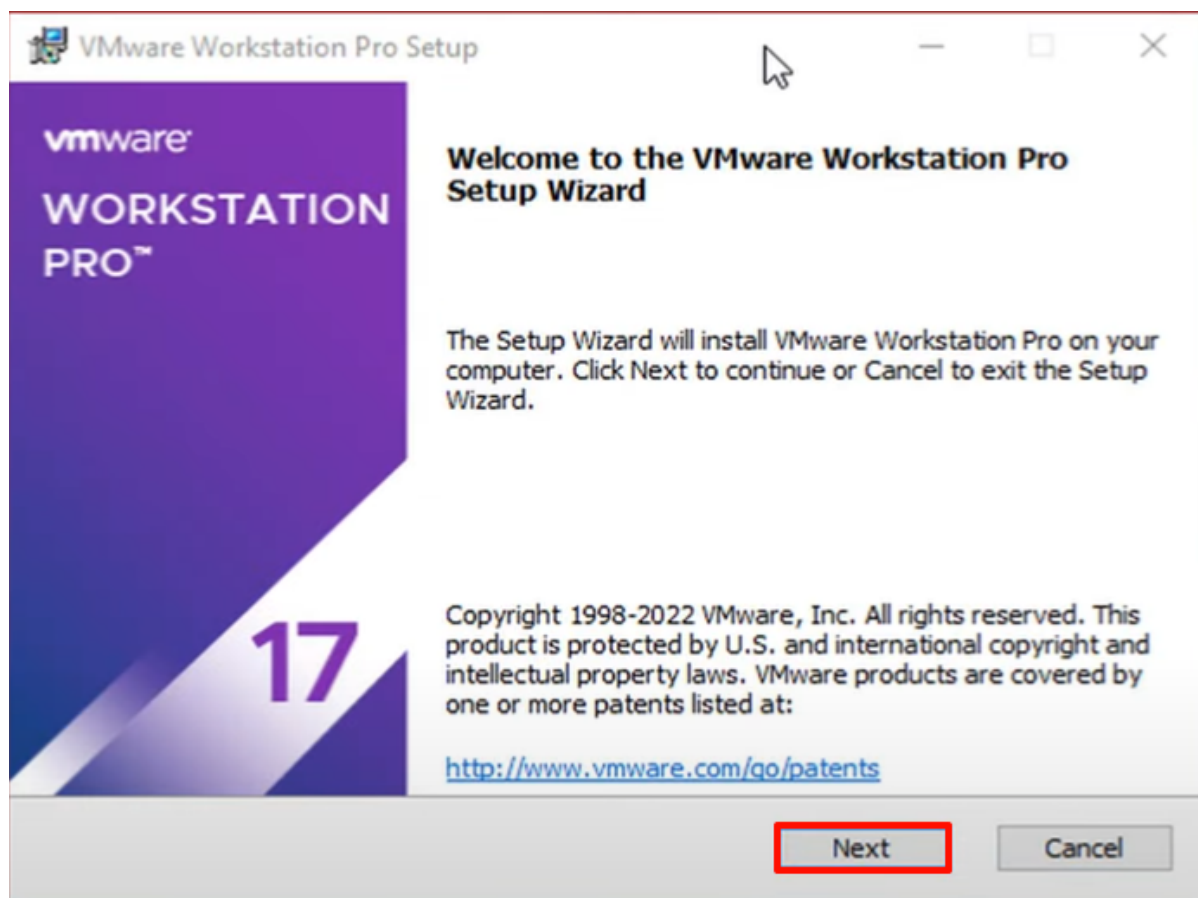 VMware Workstation Pro Setup
vmware®
WORKSTATION
PRO™
Welcome to the VMware Workstation Pro
Setup Wizard
The Setup Wizard will install VMware Workstation Pro on your
computer. Click Next to continue or Cancel to exit the Setup
Wizard.
17
Copyright 1998-2022 VMware, Inc. All rights reserved. This
product is protected by U.S. and international copyright and
intellectual property laws. VMware products are covered by
one or more patents listed at:
http://www.vmware.com/go/patents
Next
Cancel